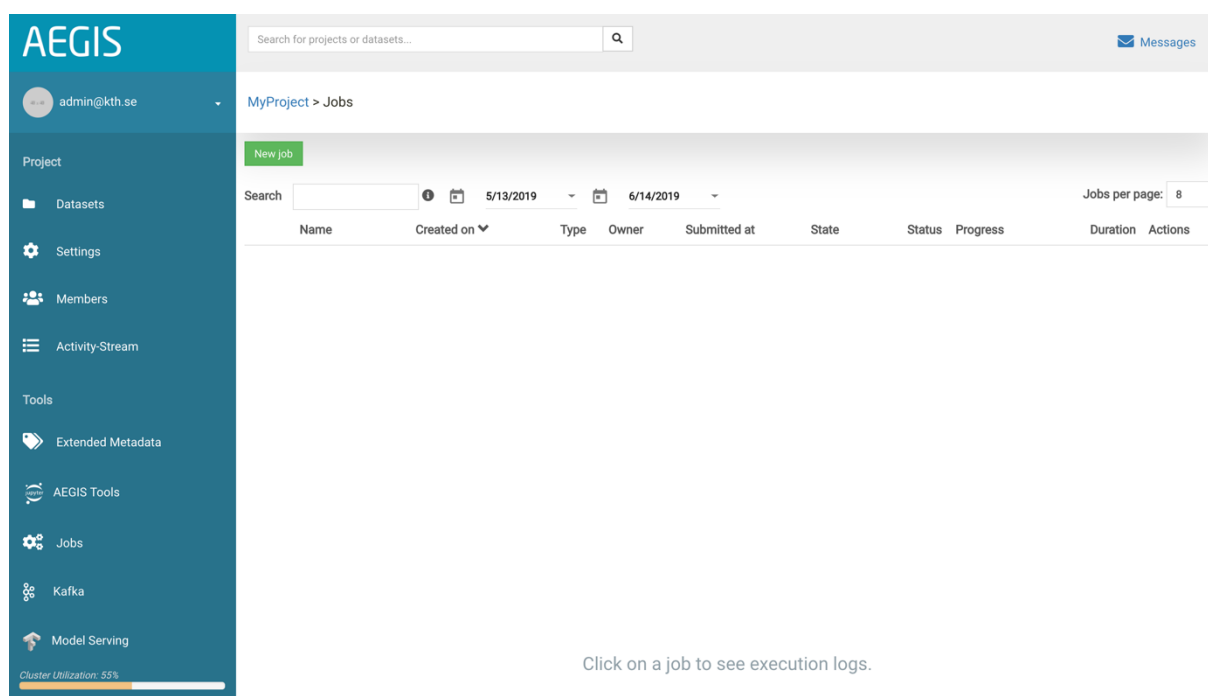 AEGIS
Search for projects or datasets...
Messages
admin@kth.se
MyProject > Jobs
Project
Datasets
Settings
Members
Activity-Stream
Tools
Extended Metadata
AEGIS Tools
Jobs
Kafka
Model Serving
Cluster Utilization: 55%
New job
Search 5/13/2019 6/14/2019 Jobs per page: 8
Name Created on Type Owner Submitted at State Status Progress Duration Actions
Click on a job to see execution logs.